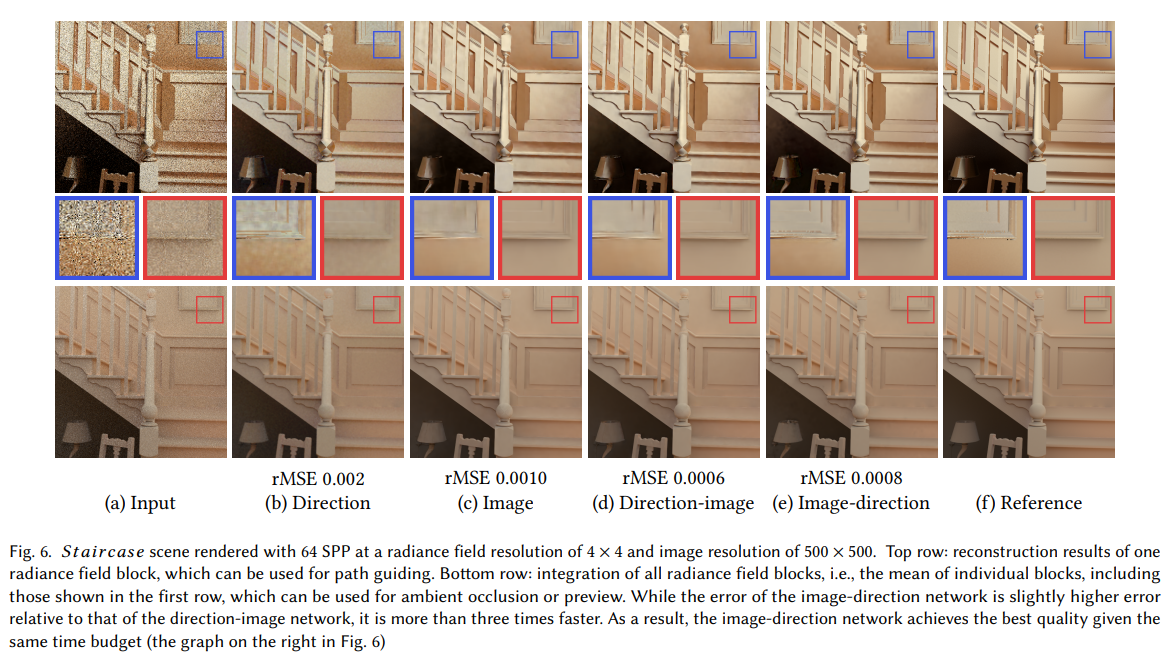 rMSE 0.002 rMSE 0.0010 rMSE 0.0006 rMSE 0.0008
(a) Input (b) Direction (c) Image (d) Direction-image (e) Image-direction (f) Reference
Fig. 6. Staircase scene rendered with 64 SPP at a radiance field resolution of 4 × 4 and image resolution of 500 × 500. Top row: reconstruction results of one
radiance field block, which can be used for path guiding. Bottom row: integration of all radiance field blocks, i.e., the mean of individual blocks, including
those shown in the first row, which can be used for ambient occlusion or preview. While the error of the image-direction network is slightly higher error
relative to that of the direction-image network, it is more than three times faster. As a result, the image-direction network achieves the best quality given the
same time budget (the graph on the right in Fig. 6)